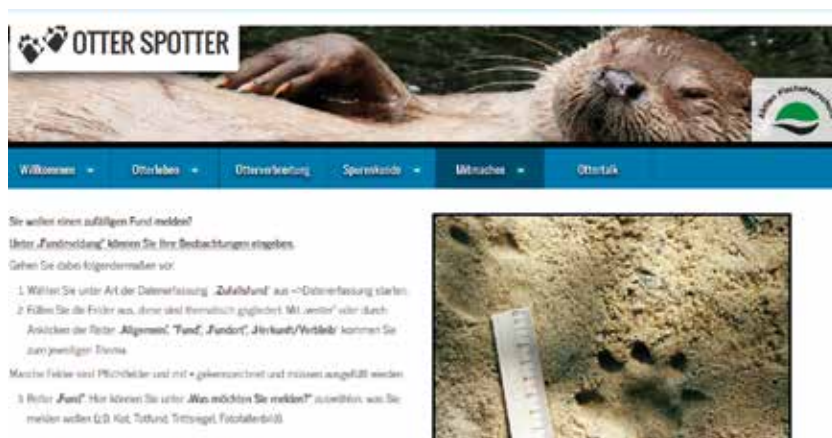 OTTER SPOTTER
Aktion Fischotterschutz
Willkommen
Otterleben
Otterverbreitung
Spurenkunde
Mitmachen
Ottertalk
Sie wollen einen zufälligen Fund melden?
Unter „Fundmeldung" können Sie Ihre Beobachtungen eingeben.
Gehen Sie dabei folgendermaßen vor:
1. Wählen Sie unter Art der Datenerfassung „Zufallsfund" aus ->Datenerfassung starten.
2. Füllen Sie die Felder aus, diese sind thematisch gegliedert. Mit „weiter" oder durch
Anklicken der Reiter „Allgemein", "Fund", „Fundort", „Herkunft/Verbleib" kommen Sie
zum jeweiligen Thema.
Manche Felder sind Pflichtfelder und mit * gekennzeichnet und müssen ausgefüllt werden.
3. Reiter „Fund": Hier können Sie unter „Was möchten Sie melden?" auswählen, was Sie
melden wollen (z.B. Kot, Totfund, Trittsiegel, Fotofallenbild).